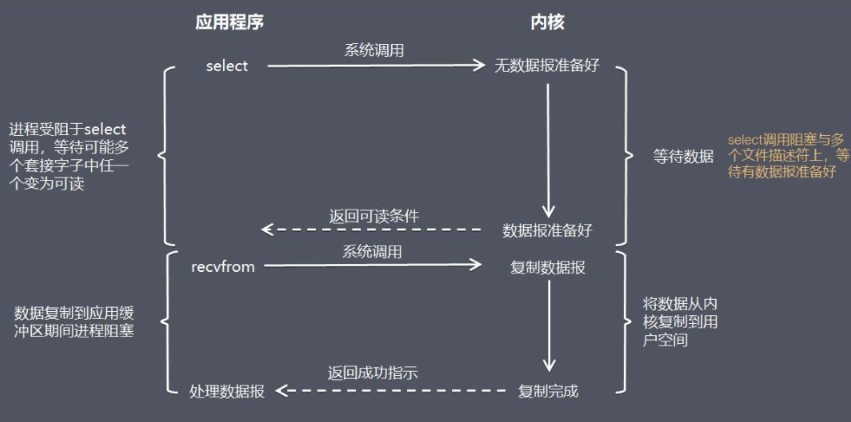 应用程序
内核
select
系统调用
无数据报准备好
进程受阻于select
调用，等待可能多
个套接字子中任一
个变为可读
等待数据
select调用阻塞与多
个文件描述符上，等
待有数据报准备好
返回可读条件
数据报准备好
recvfrom
系统调用
复制数据报
数据复制到应用缓
冲区期间进程阻塞
将数据从内
核复制到用
户空间
返回成功指示
处理数据报
复制完成